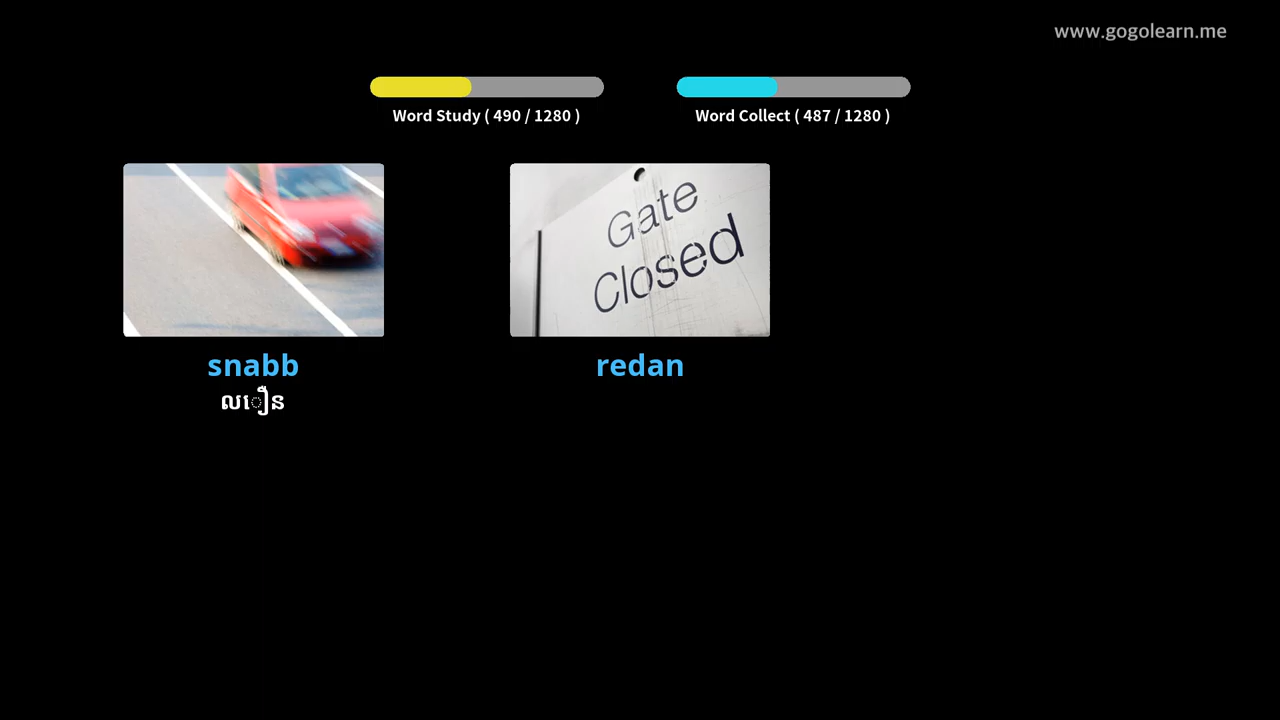 www.gogolearn.me
Word Study ( 490 / 1280 )
Word Collect ( 487 / 1280 )
Gate
Closed
snabb
redan
លឿន